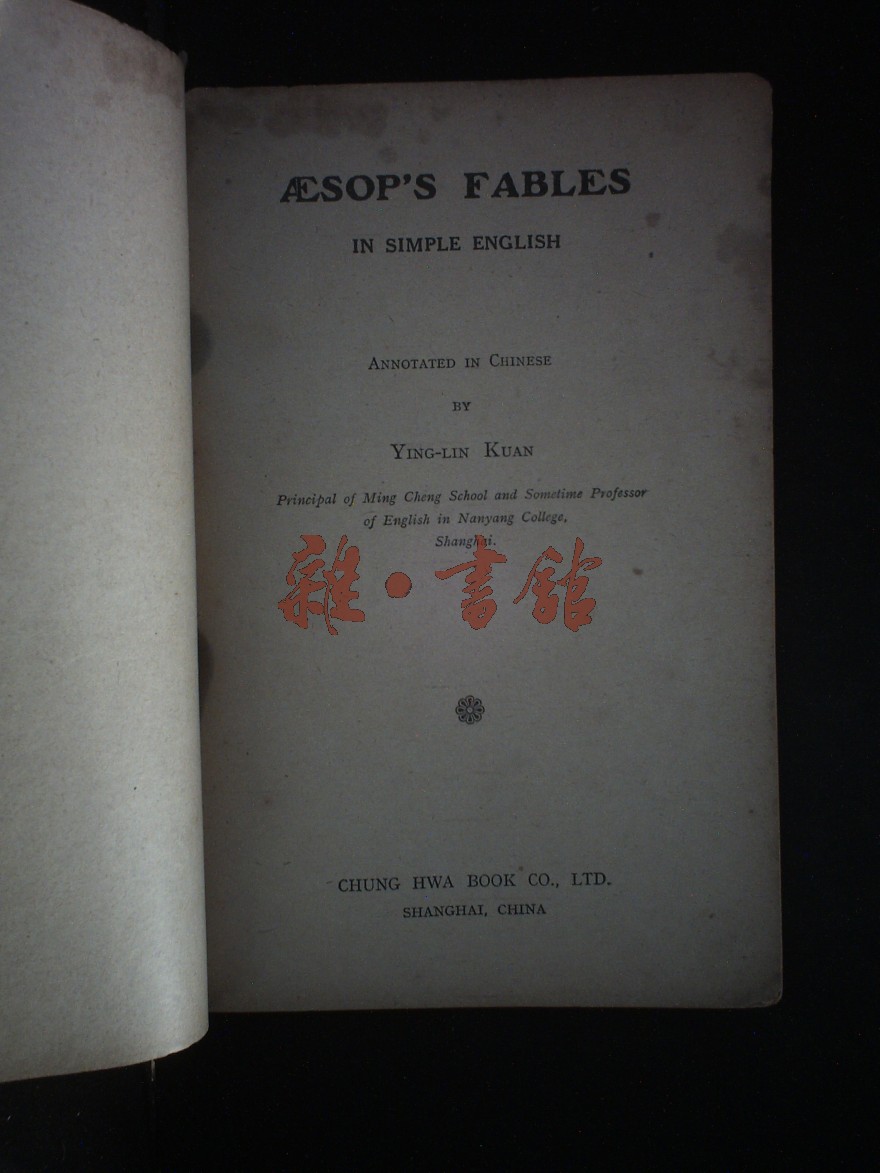 ÆSOP'S FABLES
IN SIMPLE ENGLISH
ANNOTATED IN CHINESE
BY
YING-LIN KUAN
Principal of Ming Cheng School and Sometime Professor
of English in Nanyang College,
Shanghai.
雜·書館
CHUNG HWA BOOK CO., LTD.
SHANGHAI, CHINA